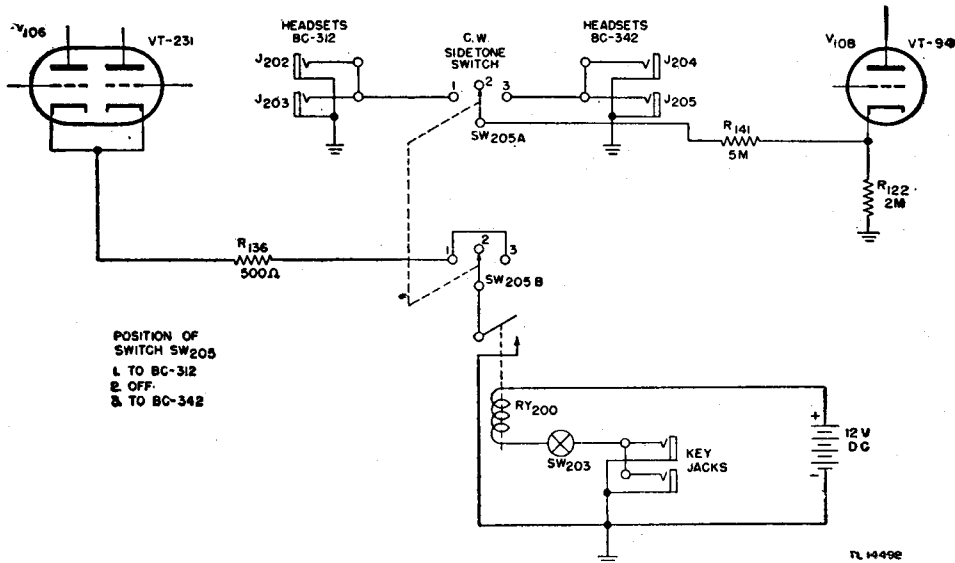 V106
VT-231
HEADSETS
BC-312
J202
J203
C.W.
SIDETONE
SWITCH
1
2
3
SW205A
HEADSETS
BC-342
J204
J205
V108
VT-94
R141
5M
R122
2M
R136
500Ω
1
2
3
SW205B
POSITION OF
SWITCH SW205
1. TO BC-312
2. OFF.
3. TO BC-342
RY200
SW203
KEY
JACKS
+
12 V
DC
-
TL 14492